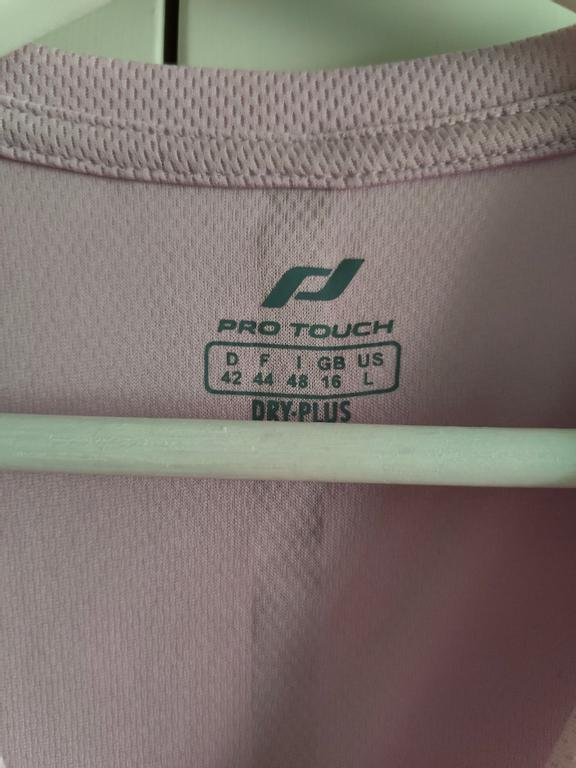 PRO TOUCH
D F I GB US
42 44 48 16 L
DRY·PLUS